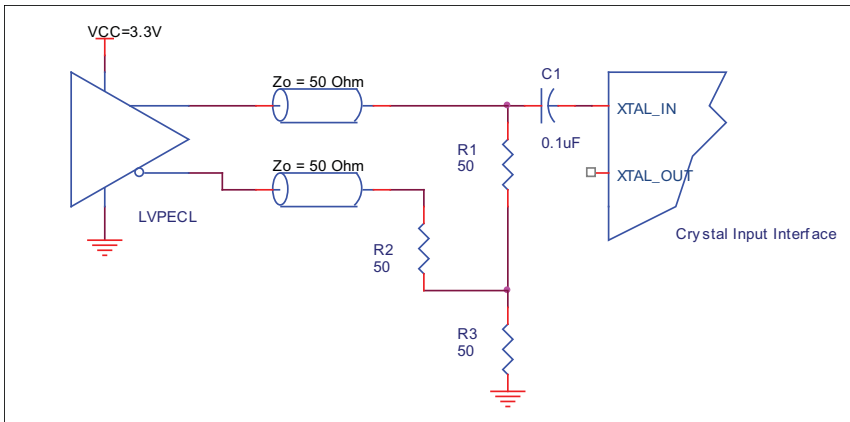 VCC=3.3V
Zo = 50 Ohm
C1
XTAL_IN
0.1uF
R1
50
Zo = 50 Ohm
XTAL_OUT
LVPECL
R2
50
Crystal Input Interface
R3
50